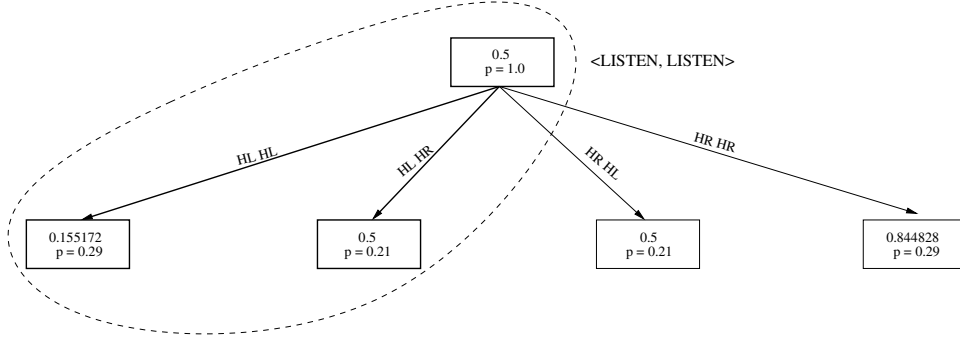 0.5
p = 1.0
<LISTEN, LISTEN>
HL HL
HL HR
HR HL
HR HR
0.155172
p = 0.29
0.5
p = 0.21
0.5
p = 0.21
0.844828
p = 0.29